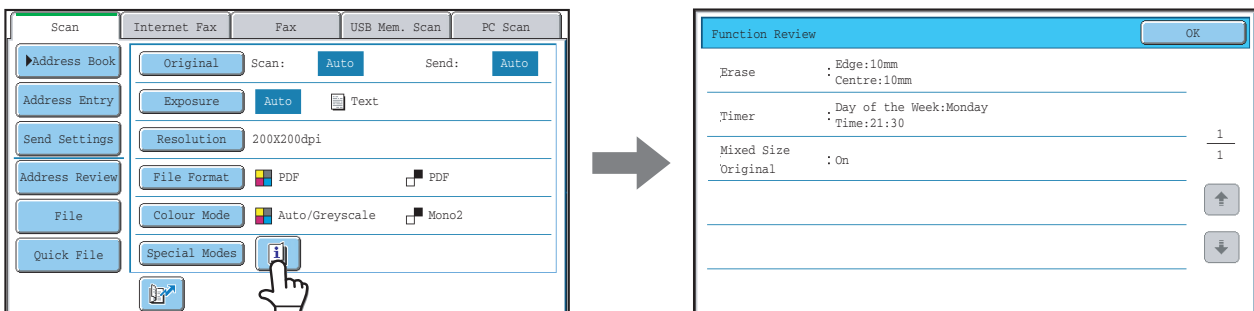 Scan Internet Fax Fax USB Mem. Scan PC Scan
Address Book Original Scan: Auto Send: Auto
Address Entry Exposure Auto Text
Send Settings Resolution 200X200dpi
Address Review File Format PDF PDF
File Colour Mode Auto/Greyscale Mono2
Quick File Special Modes
Function Review OK
Erase : Edge:10mm
Centre:10mm
Timer : Day of the Week:Monday
Time:21:30
Mixed Size
Original : On
1
1